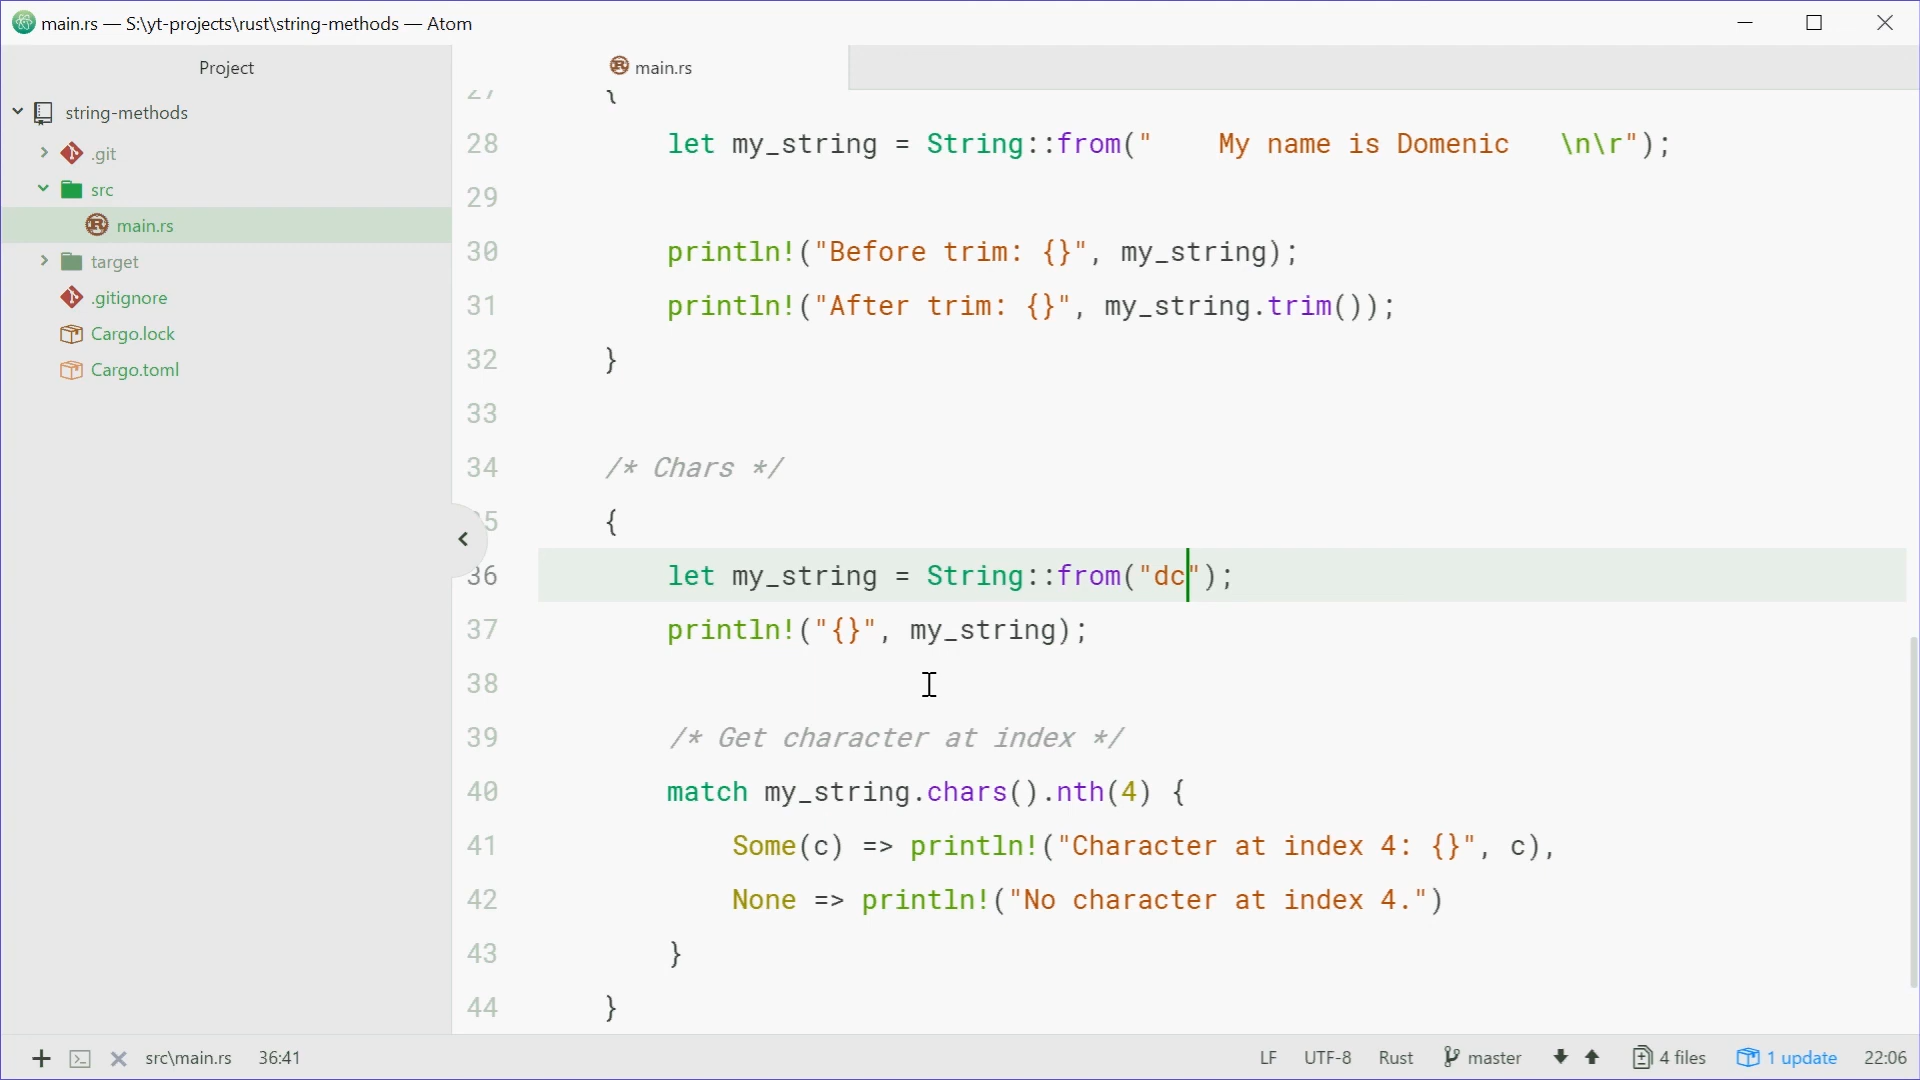 main.rs — S:\yt-projects\rust\string-methods — Atom
Project
string-methods
.git
src
main.rs
target
.gitignore
Cargo.lock
Cargo.toml
main.rs
27 {
28 let my_string = String::from("    My name is Domenic   \n\r");
29
30 println!("Before trim: {}", my_string);
31 println!("After trim: {}", my_string.trim());
32 }
33
34 /* Chars */
35 {
36 let my_string = String::from("dc");
37 println!("{}", my_string);
38
39 /* Get character at index */
40 match my_string.chars().nth(4) {
41 Some(c) => println!("Character at index 4: {}", c),
42 None => println!("No character at index 4.")
43 }
44 }
src\main.rs 36:41 LF UTF-8 Rust master 4 files 1 update 22:06